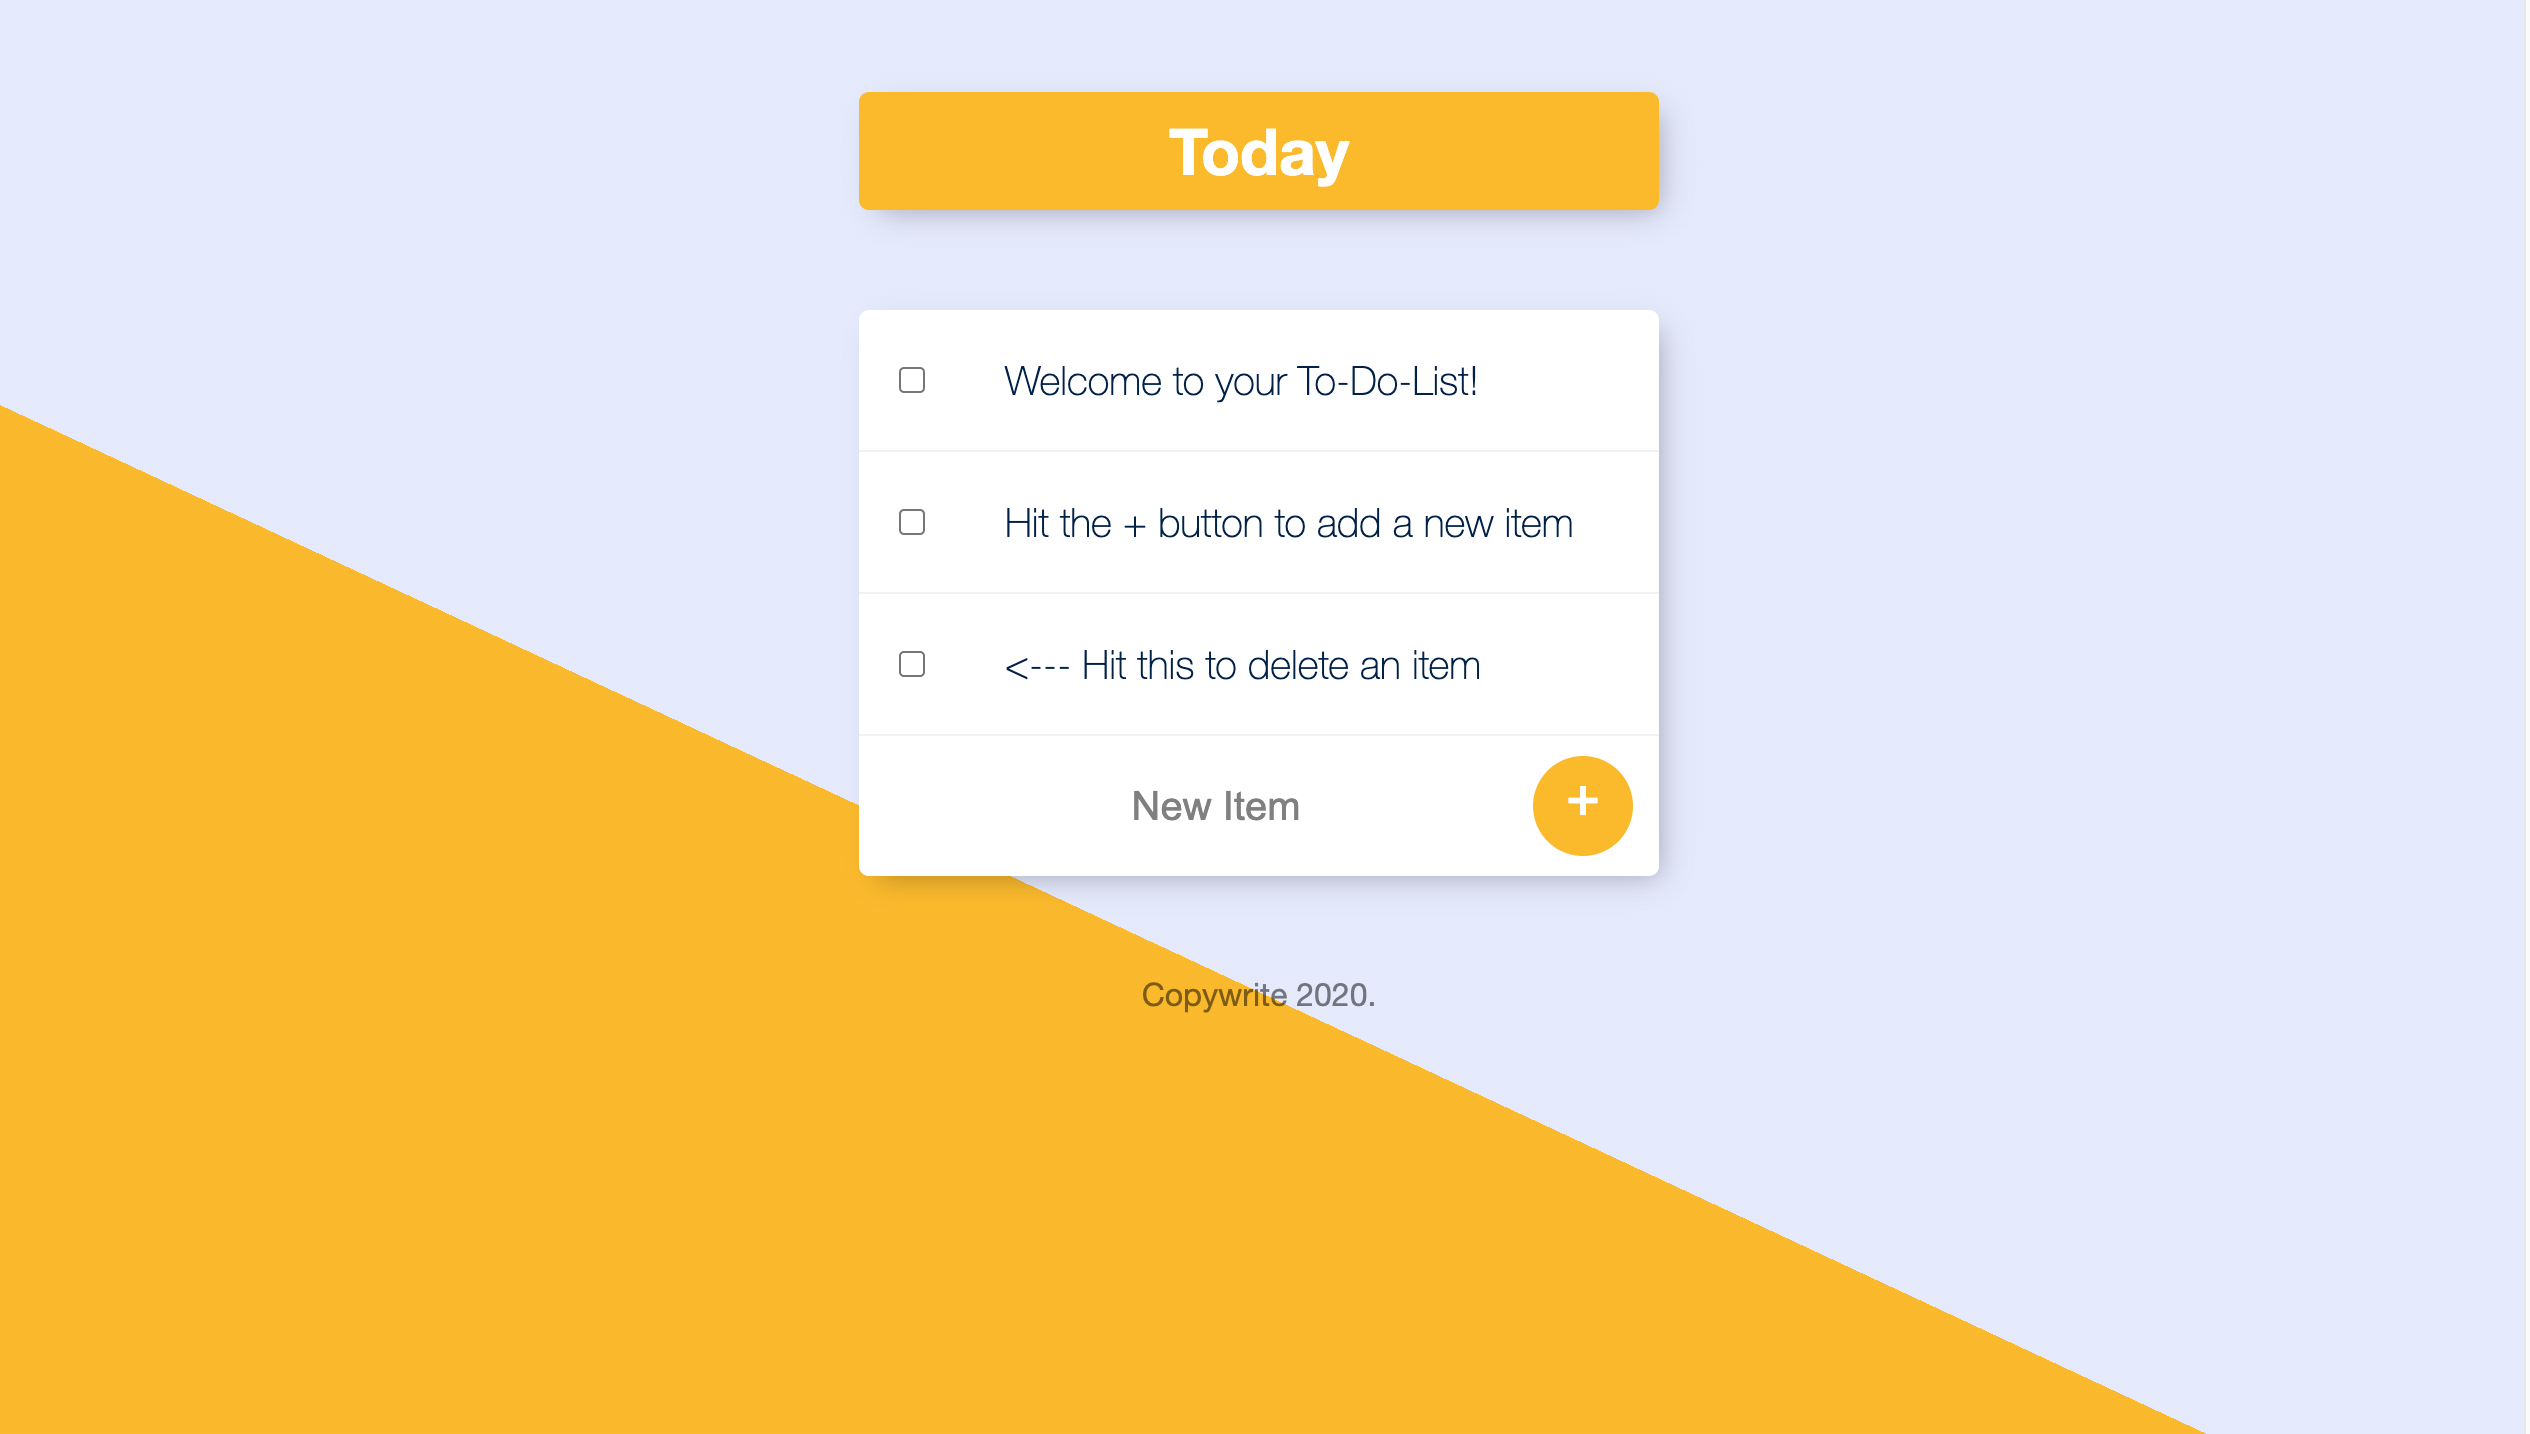 Today
Welcome to your To-Do-List!
Hit the + button to add a new item
<--- Hit this to delete an item
New Item +
Copywrite 2020.